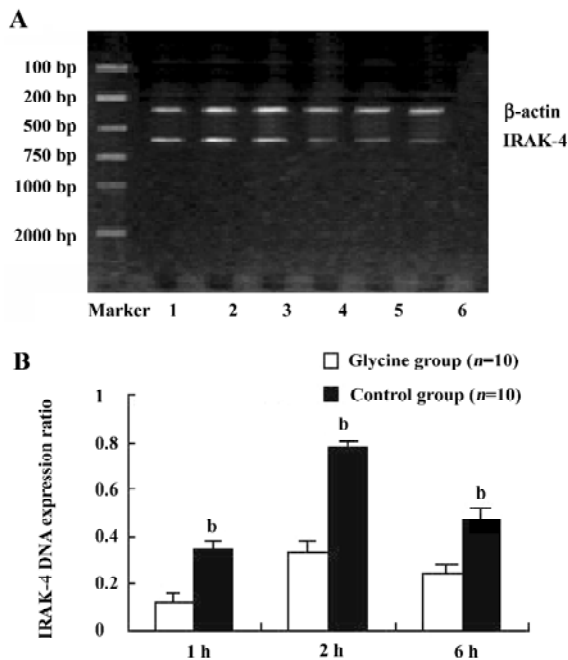 A
100 bp
200 bp
500 bp
750 bp
1000 bp
2000 bp
β-actin
IRAK-4
Marker 1 2 3 4 5 6
B
Glycine group (n=10)
Control group (n=10)
IRAK-4 DNA expression ratio
1
0.8
0.6
0.4
0.2
0
b
b
b
1 h 2 h 6 h